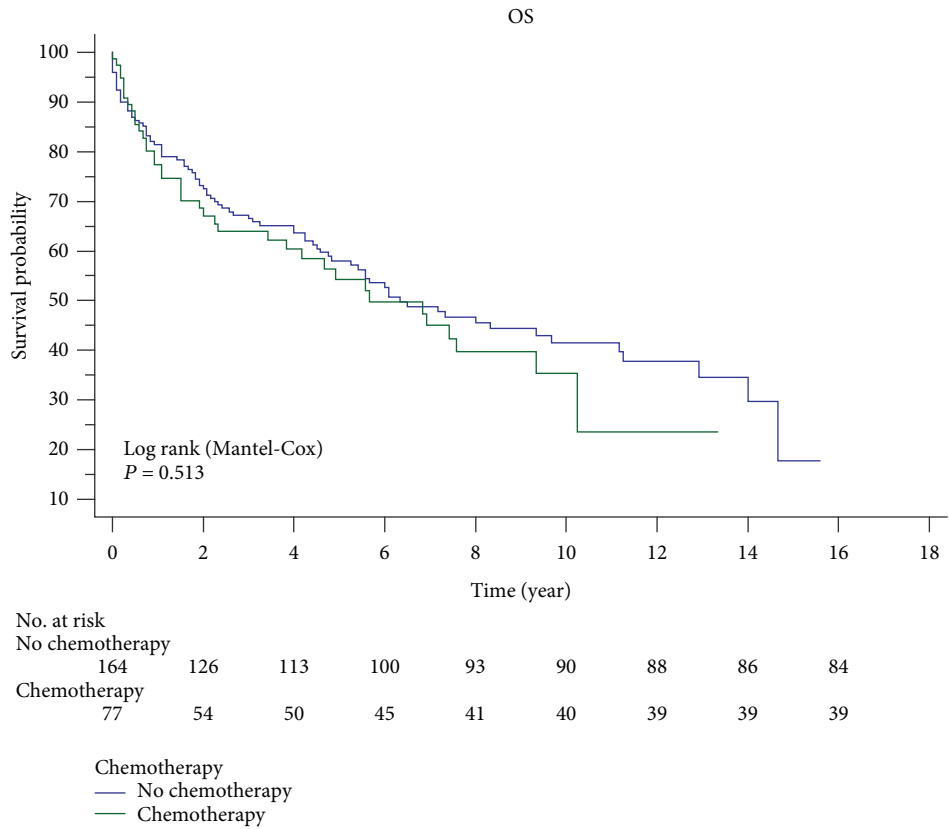 OS
100
90
80
70
60
50
40
30
20
10
Survival probability
Log rank (Mantel-Cox)
P = 0.513
0 2 4 6 8 10 12 14 16 18
Time (year)
No. at risk
No chemotherapy
164 126 113 100 93 90 88 86 84
Chemotherapy
77 54 50 45 41 40 39 39 39
Chemotherapy
No chemotherapy
Chemotherapy